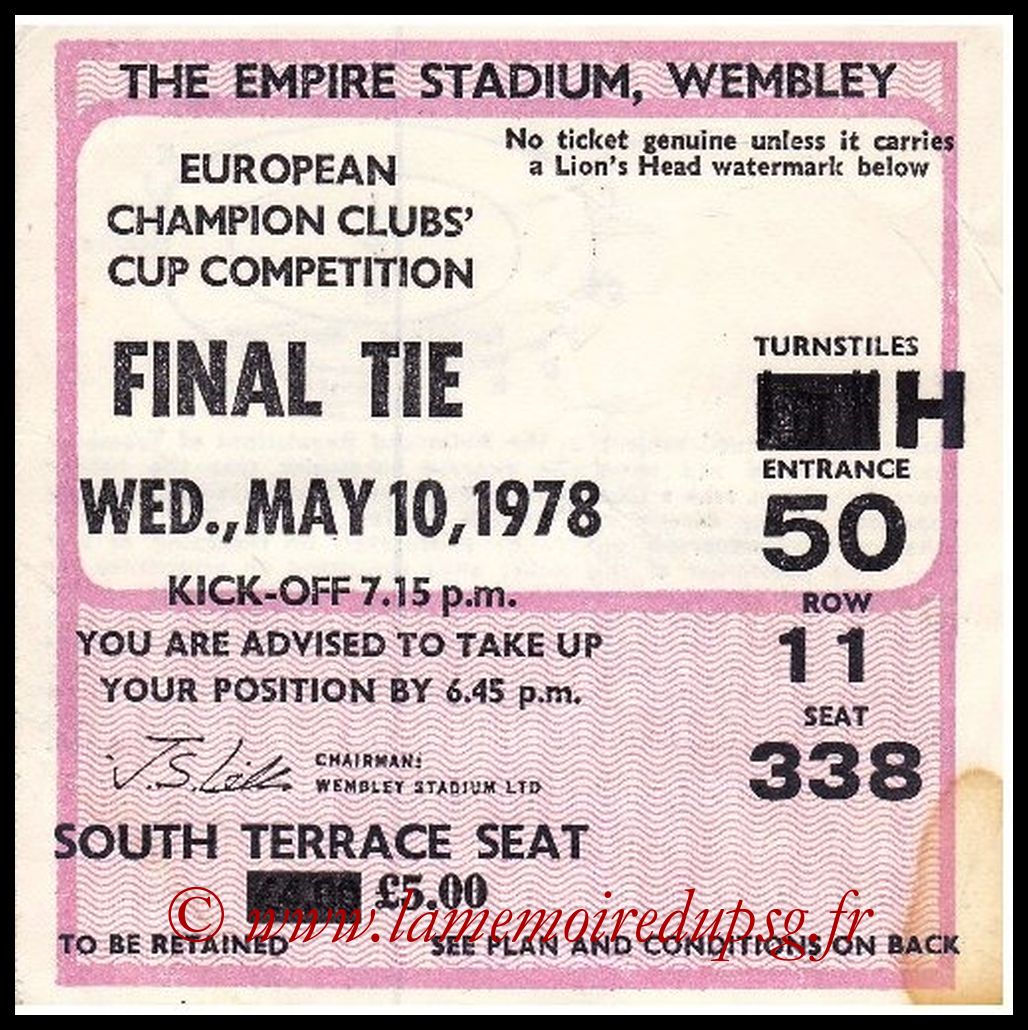 THE EMPIRE STADIUM, WEMBLEY
No ticket genuine unless it carries
a Lion's Head watermark below
EUROPEAN
CHAMPION CLUBS'
CUP COMPETITION
FINAL TIE
WED., MAY 10, 1978
KICK-OFF 7.15 p.m.
YOU ARE ADVISED TO TAKE UP
YOUR POSITION BY 6.45 p.m.
CHAIRMAN:
WEMBLEY STADIUM LTD
TURNSTILES
H
ENTRANCE
50
ROW
11
SEAT
338
SOUTH TERRACE SEAT
£5.00
© www.lamemoiredupsg.fr
TO BE RETAINED SEE PLAN AND CONDITIONS ON BACK